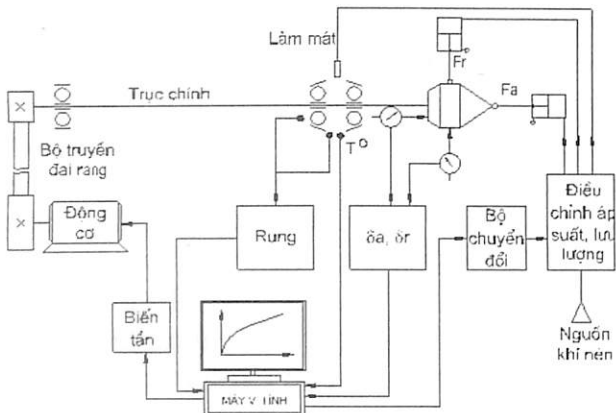 Làm mát
Fr
Fa
Trục chính
T°
Bộ truyền
đai răng
Động
cơ
Rung
δa, δr
Bộ
chuyển
đổi
Điều
chỉnh áp
suất, lưu
lượng
Biến
tần
Nguồn
khí nén
MÁY VI TÍNH